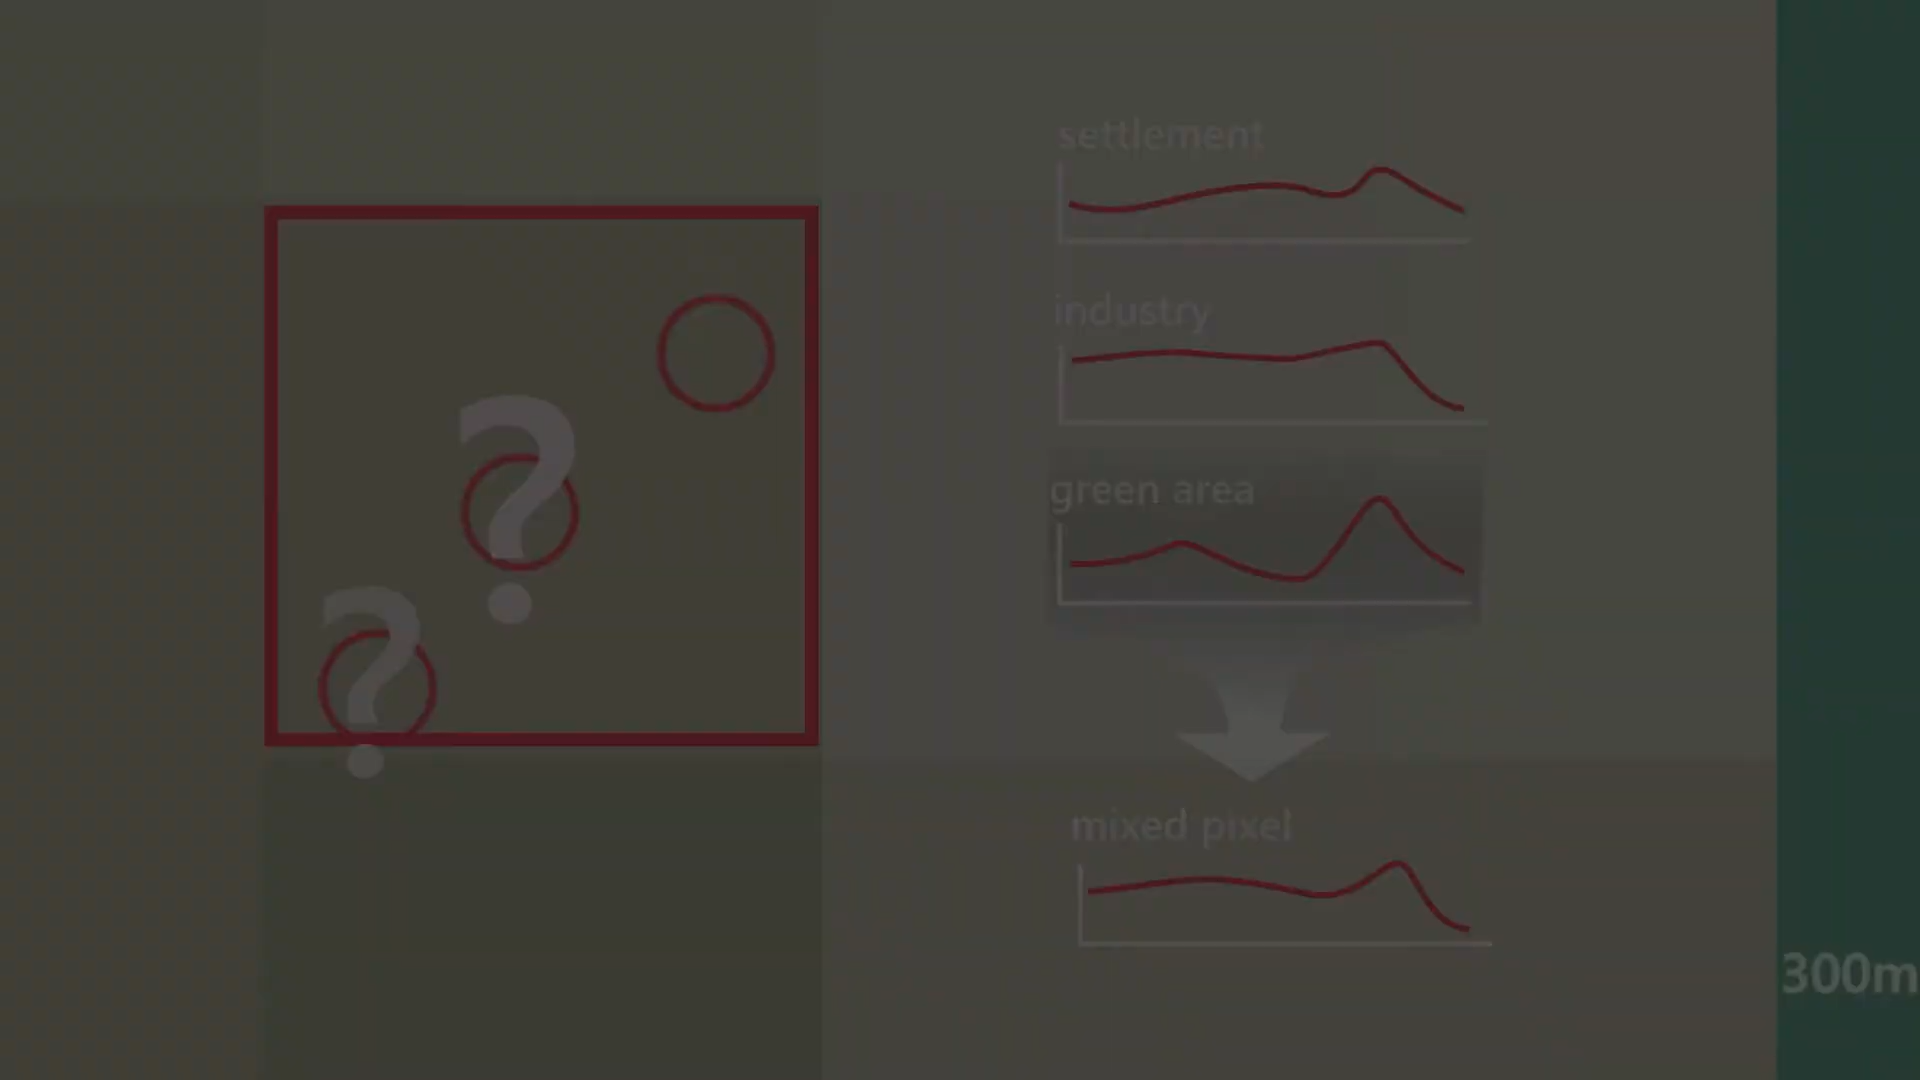 settlement
industry
?
green area
?
mixed pixel
300m